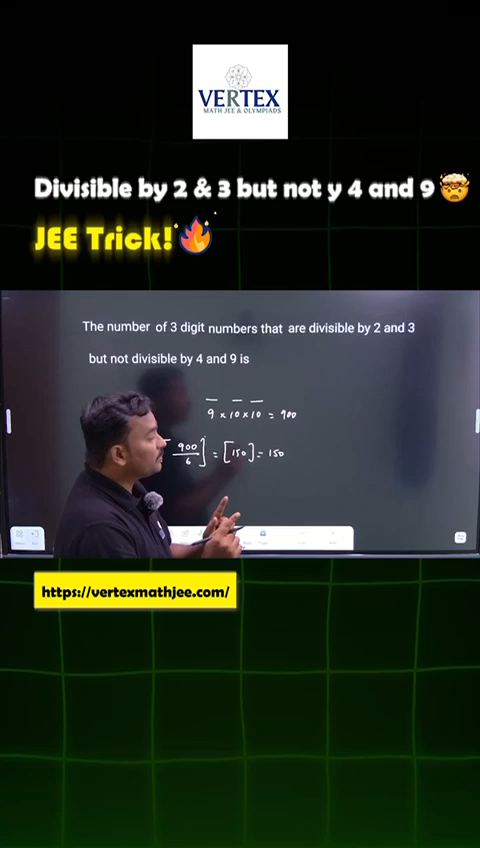 VERTEX
MATH JEE & OLYMPIADS
Divisible by 2 & 3 but not y 4 and 9
JEE Trick!
The number of 3 digit numbers that are divisible by 2 and 3
but not divisible by 4 and 9 is
9 × 10 × 10 = 900
900/6] = [150] = 150
https://vertexmathjee.com/